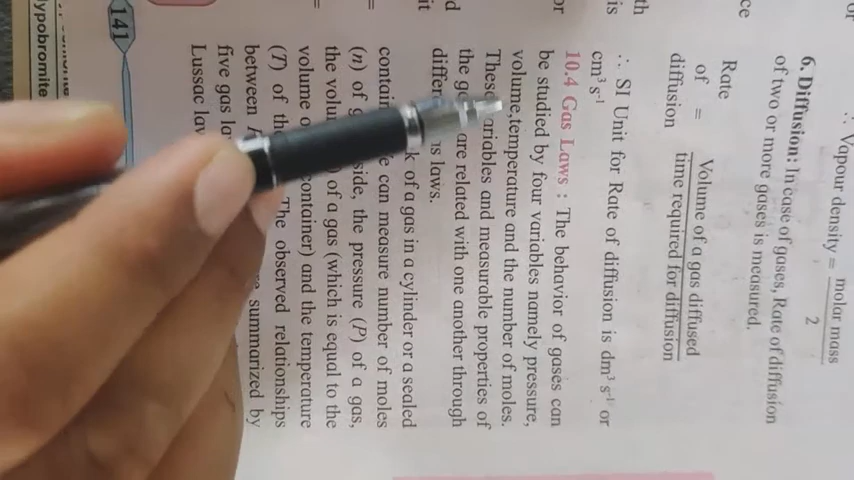 ∴ Vapour density = molar mass
2
6. Diffusion: In case of gases, Rate of diffusion
of two or more gases is measured.
Rate
of = Volume of a gas diffused
diffusion time required for diffusion
∴ SI Unit for Rate of diffusion is dm³ s⁻¹ or
cm³ s⁻¹
10.4 Gas Laws : The behavior of gases can
be studied by four variables namely pressure,
volume,temperature and the number of moles.
These variables and measurable properties of
the are related with one another through
laws.
of a gas in a cylinder or a sealed
can measure number of moles
(n) of side, the pressure (P) of a gas,
the of a gas (which is equal to the
volume container) and the temperature
(T) of the The observed relationships
between summarized by
five gas
Lussac
141
ypobromite
or
ce
th
is
or
d
it
=
=